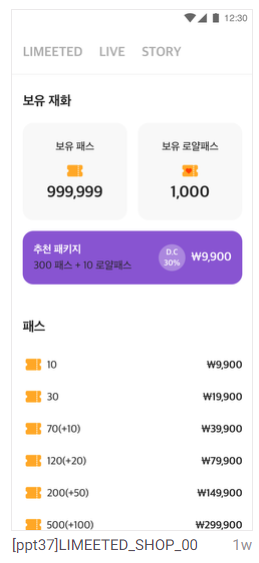 12:30
LIMEETED LIVE STORY
보유 재화
보유 패스 보유 로얄패스
999,999 1,000
추천 패키지
300 패스 + 10 로얄패스
D.C
30%
₩9,900
패스
10 ₩9,900
30 ₩19,900
70(+10) ₩39,900
120(+20) ₩79,900
200(+50) ₩149,900
500(+100) ₩299,900
[ppt37]LIMEETED_SHOP_00 1w